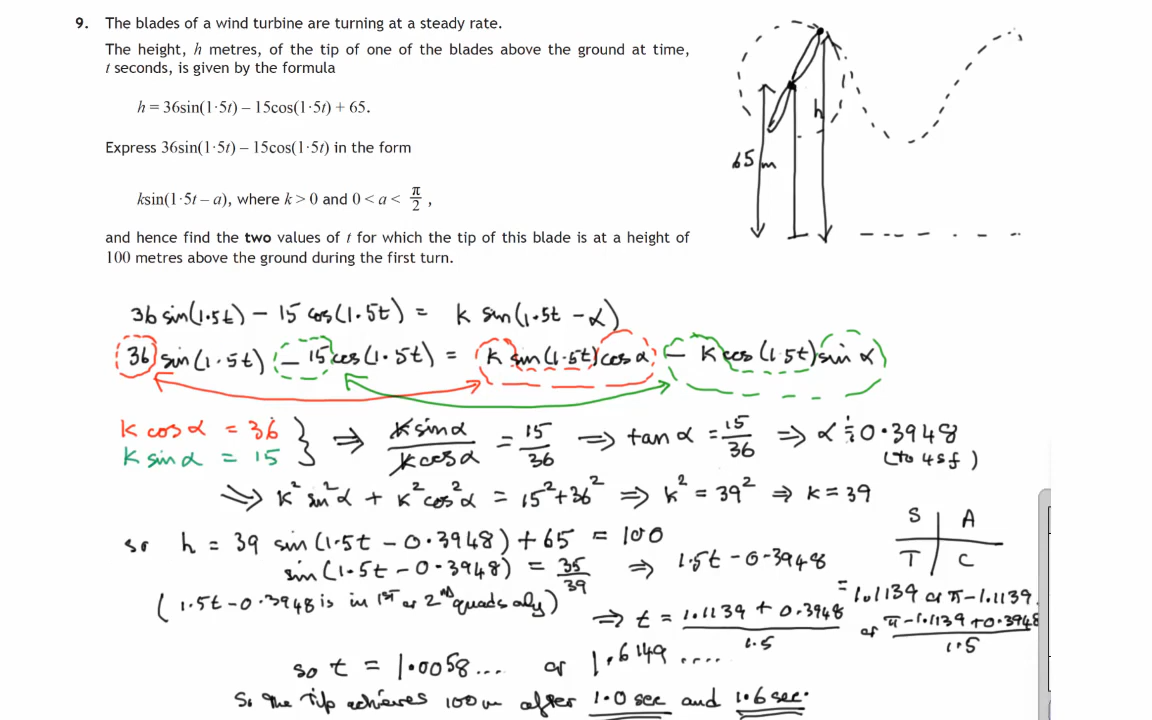 9. The blades of a wind turbine are turning at a steady rate.
The height, h metres, of the tip of one of the blades above the ground at time,
t seconds, is given by the formula
h = 36sin(1·5t) – 15cos(1·5t) + 65.
Express 36sin(1·5t) – 15cos(1·5t) in the form
ksin(1·5t – a), where k > 0 and 0 < a < π/2 ,
and hence find the two values of t for which the tip of this blade is at a height of
100 metres above the ground during the first turn.
h
65 m
36 sin(1.5t) – 15 cos(1.5t) = k sin(1.5t – α)
36 sin(1.5t) – 15 cos(1.5t) = k sin(1.5t) cos α – k cos(1.5t) sin α
k cos α = 36
k sin α = 15
} ⇒ k sin α / k cos α = 15/36 ⇒ tan α = 15/36 ⇒ α ≑ 0.3948
(to 4sf)
⇒ k² sin² α + k² cos² α = 15² + 36² ⇒ k² = 39² ⇒ k = 39
S A
T C
so h = 39 sin(1.5t – 0.3948) + 65 = 100
sin(1.5t – 0.3948) = 35/39 ⇒ 1.5t – 0.3948
= 1.1139 or π – 1.1139
(1.5t – 0.3948 is in 1ST or 2nd quads only)
⇒ t = 1.1139 + 0.3948 / 1.5 or π – 1.1139 + 0.3948 / 1.5
so t = 1.0058.... or 1.6149 ....
So the Tip achieves 100m after 1.0 sec and 1.6 sec.